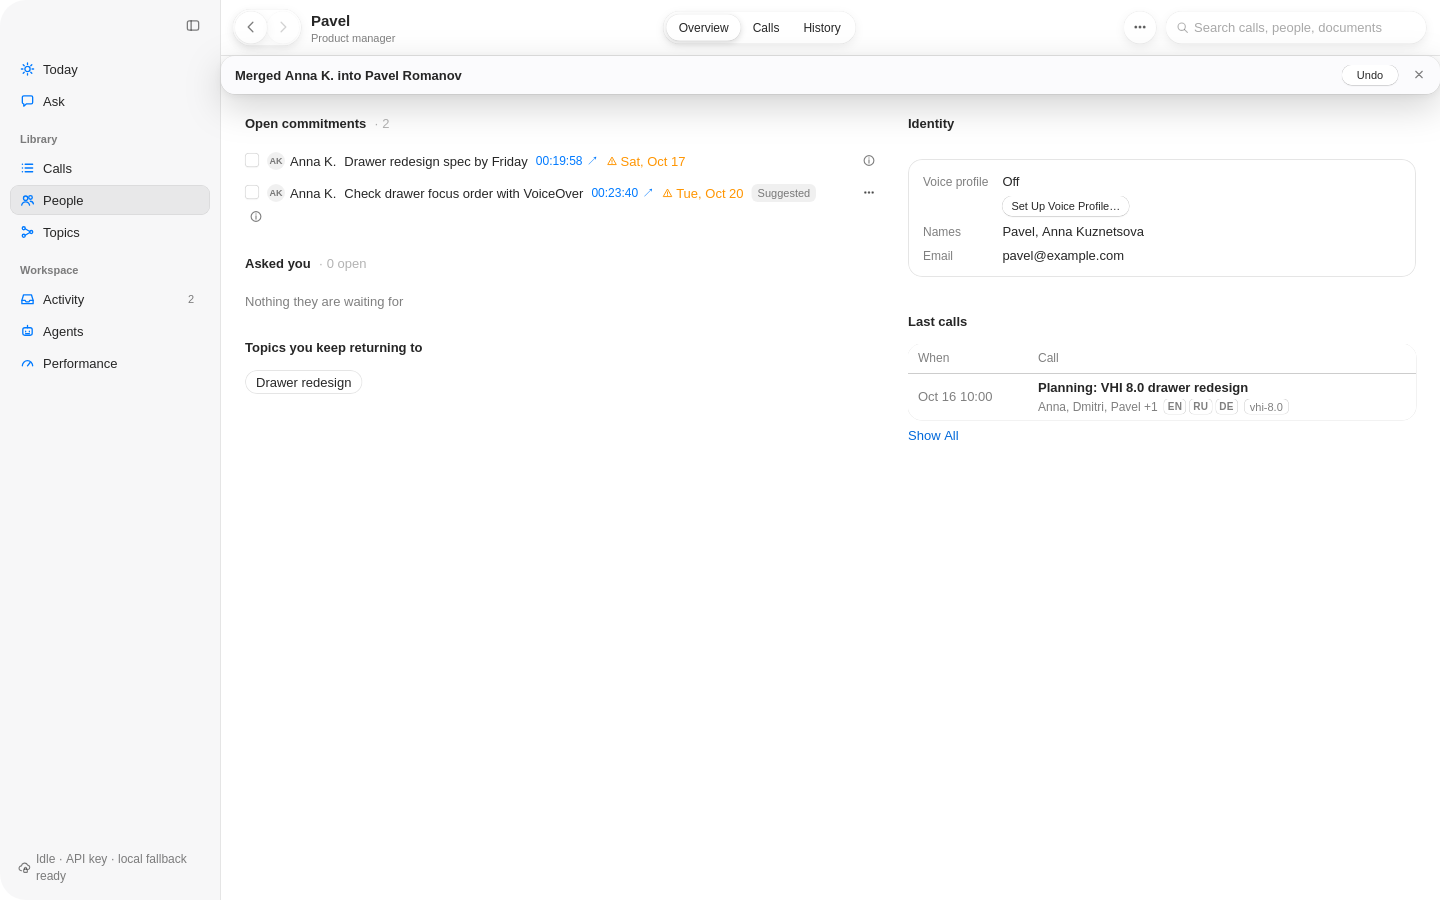 Pavel
Product manager
Overview
Calls
History
Search calls, people, documents
Today
Ask
Library
Calls
People
Topics
Workspace
Activity 2
Agents
Performance
Idle · API key · local fallback
ready
Merged Anna K. into Pavel Romanov
Undo
Open commitments · 2
AK Anna K. Drawer redesign spec by Friday 00:19:58 Sat, Oct 17
AK Anna K. Check drawer focus order with VoiceOver 00:23:40 Tue, Oct 20 Suggested
Asked you · 0 open
Nothing they are waiting for
Topics you keep returning to
Drawer redesign
Identity
Voice profile Off
Set Up Voice Profile…
Names Pavel, Anna Kuznetsova
Email pavel@example.com
Last calls
When Call
Oct 16 10:00 Planning: VHI 8.0 drawer redesign
Anna, Dmitri, Pavel +1 EN RU DE vhi-8.0
Show All